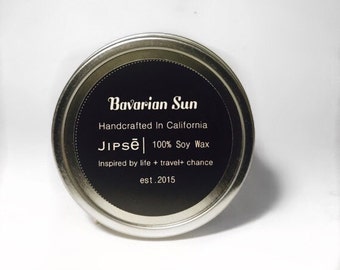 Bavarian Sun
Handcrafted In California
JIPSĒ| 100% Soy Wax
Inspired by life + travel+ chance
est.2015